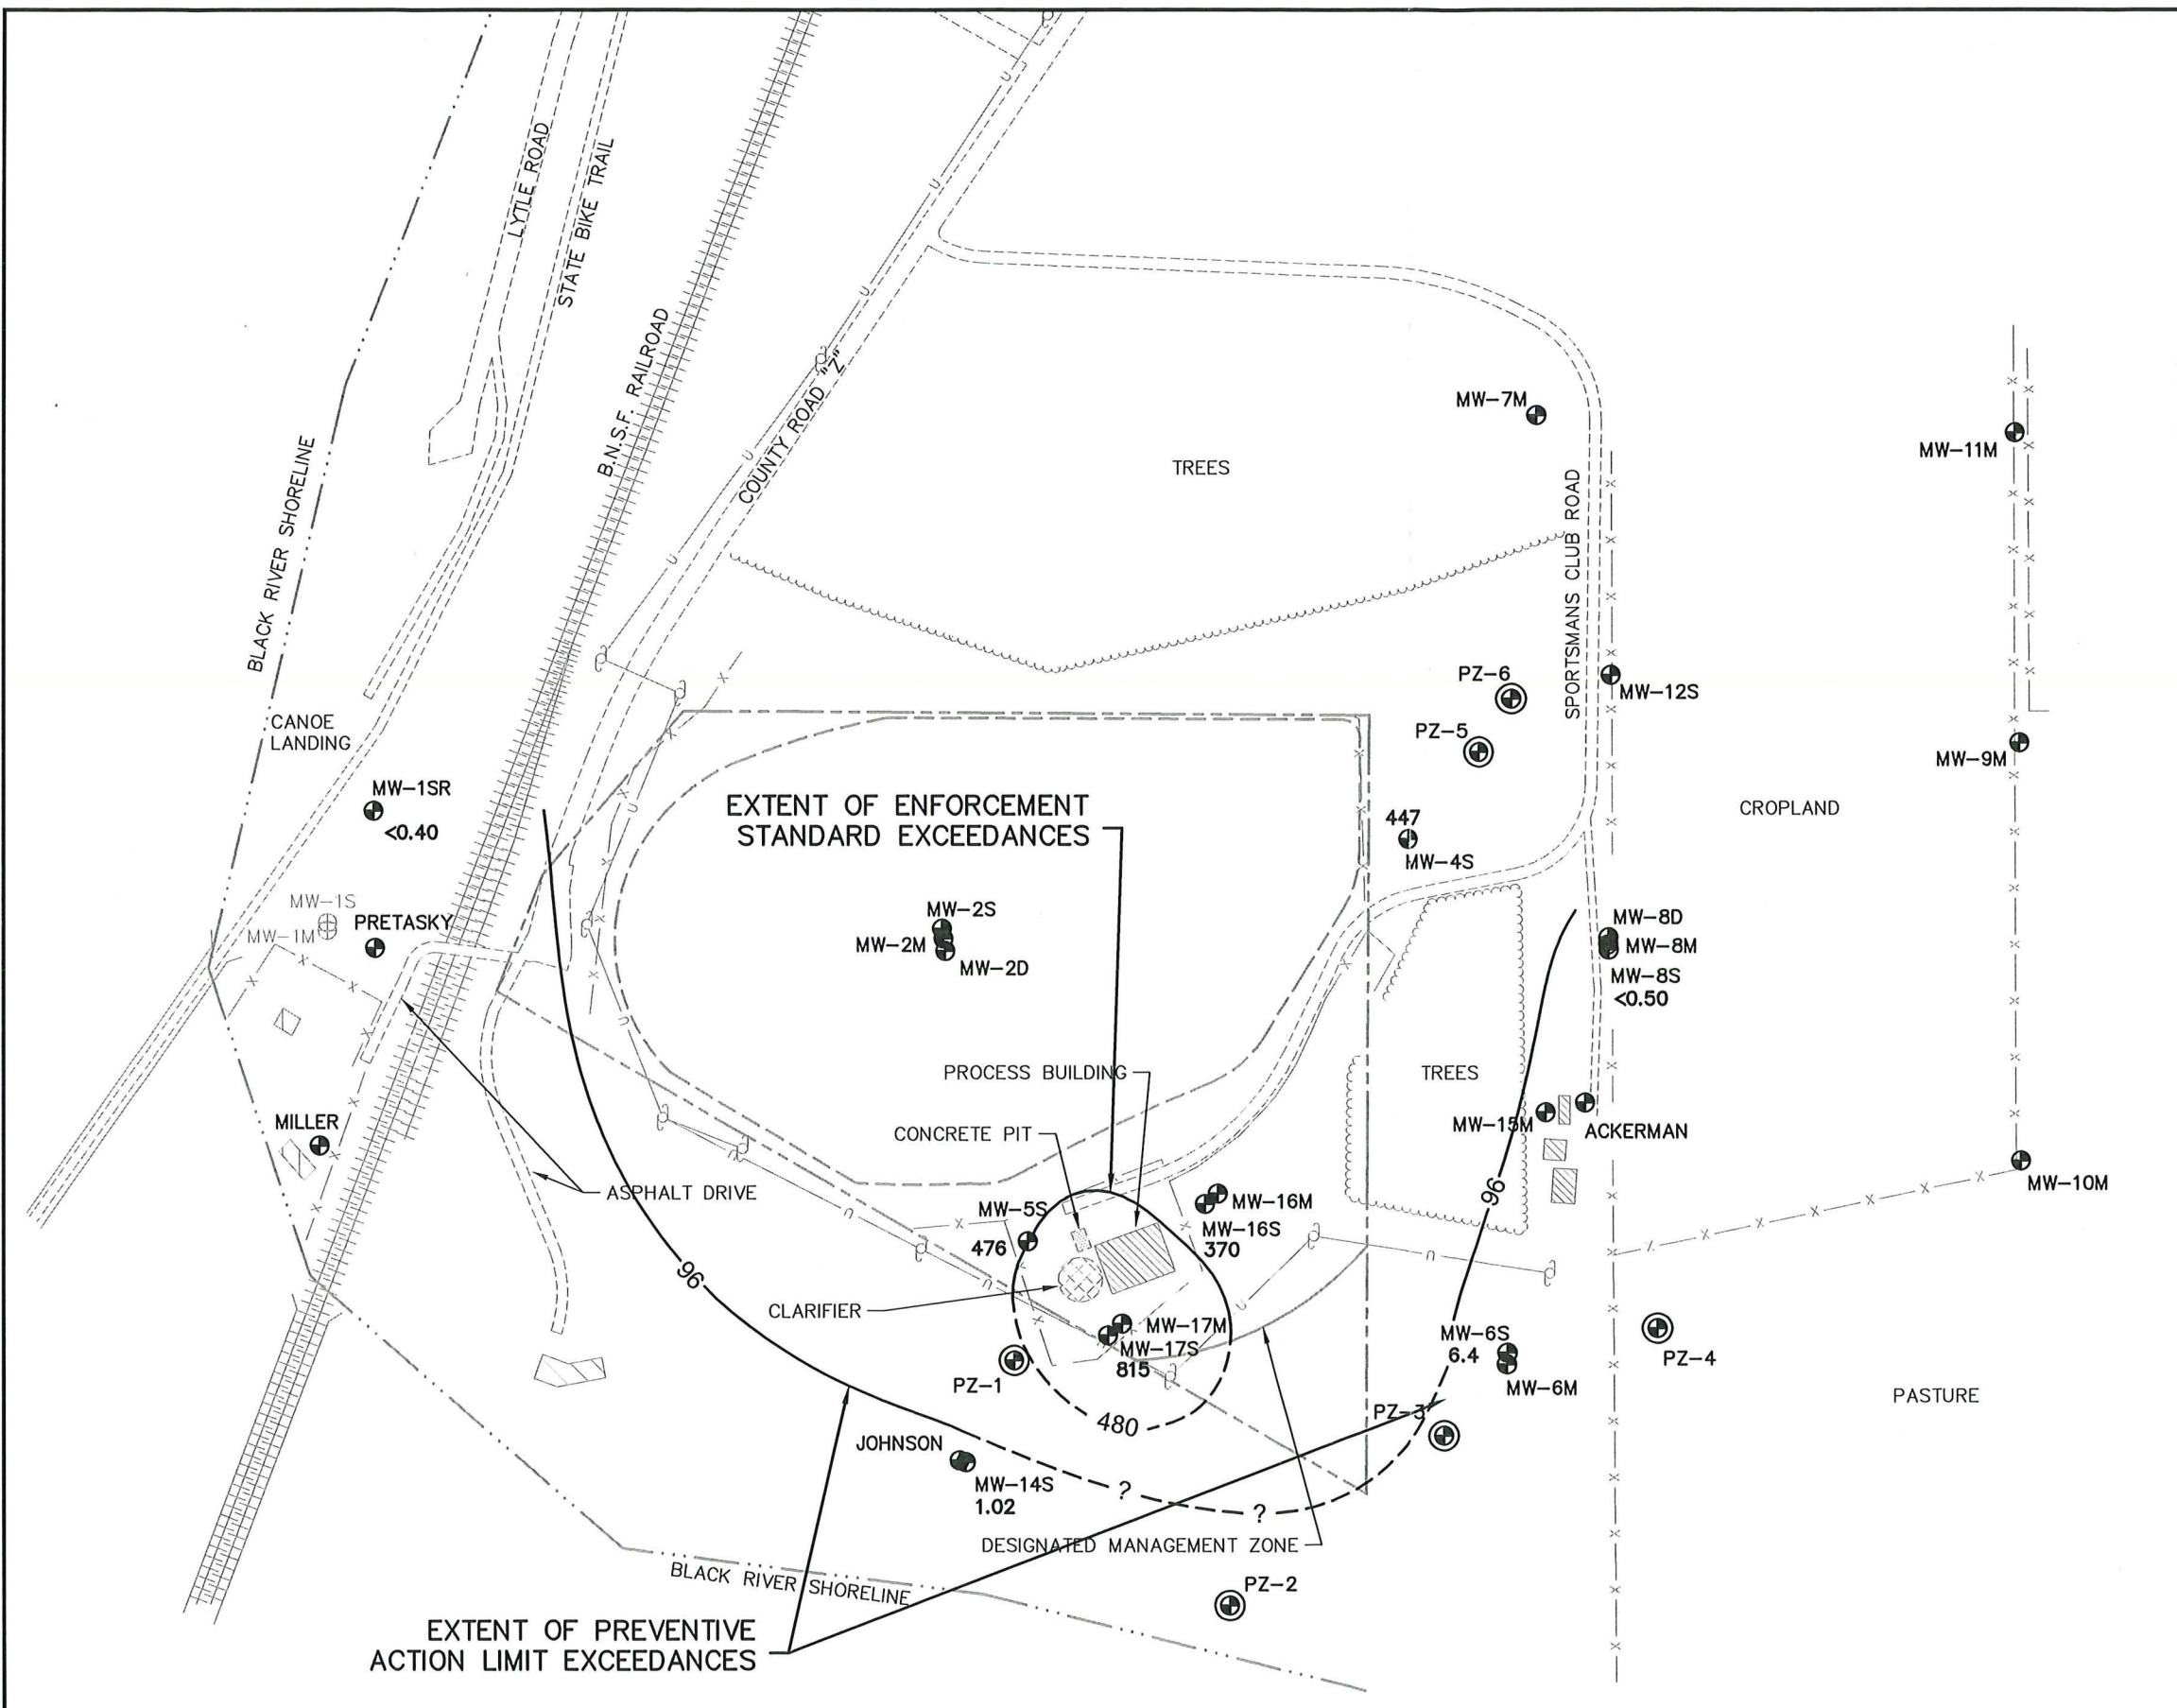 LYTLE ROAD
STATE BIKE TRAIL
B.N.S.F. RAILROAD
COUNTY ROAD "Z"
BLACK RIVER SHORELINE
TREES
MW-7M
MW-11M
SPORTSMANS CLUB ROAD
PZ-6
MW-12S
PZ-5
MW-9M
CANOE
LANDING
MW-1SR
<0.40
EXTENT OF ENFORCEMENT
STANDARD EXCEEDANCES
447
MW-4S
CROPLAND
MW-1S
MW-1M
PRETASKY
MW-2S
MW-2M
MW-2D
MW-8D
MW-8M
MW-8S
<0.50
PROCESS BUILDING
TREES
MILLER
CONCRETE PIT
MW-15M
ACKERMAN
ASPHALT DRIVE
MW-5S
476
MW-16M
MW-16S
370
96
MW-10M
96
CLARIFIER
MW-17M
MW-17S
815
MW-6S
6.4
MW-6M
PZ-4
PZ-1
480
PZ-3
PASTURE
JOHNSON
MW-14S
1.02
?
?
DESIGNATED MANAGEMENT ZONE
BLACK RIVER SHORELINE
PZ-2
EXTENT OF PREVENTIVE
ACTION LIMIT EXCEEDANCES